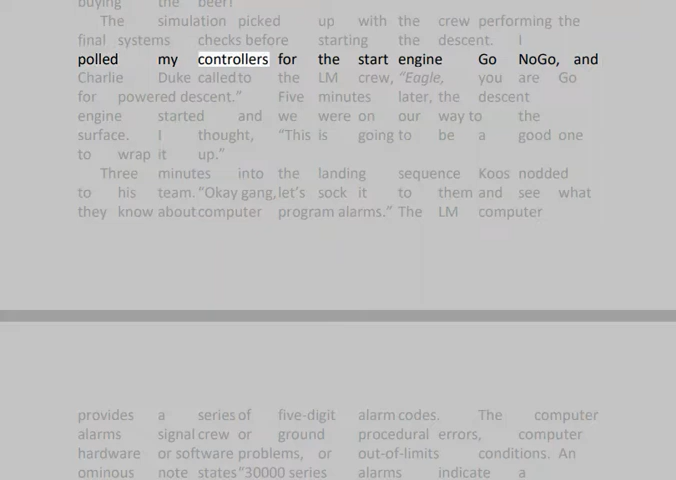 buying the beer!
The simulation picked up with the crew performing the
final systems checks before starting the descent. I
polled my controllers for the start engine Go NoGo, and
Charlie Duke called to the LM crew, “Eagle, you are Go
for powered descent.” Five minutes later, the descent
engine started and we were on our way to the
surface. I thought, “This is going to be a good one
to wrap it up.”
Three minutes into the landing sequence Koos nodded
to his team. “Okay gang, let’s sock it to them and see what
they know about computer program alarms.” The LM computer
provides a series of five-digit alarm codes. The computer
alarms signal crew or ground procedural errors, computer
hardware or software problems, or out-of-limits conditions. An
ominous note states “30000 series alarms indicate a